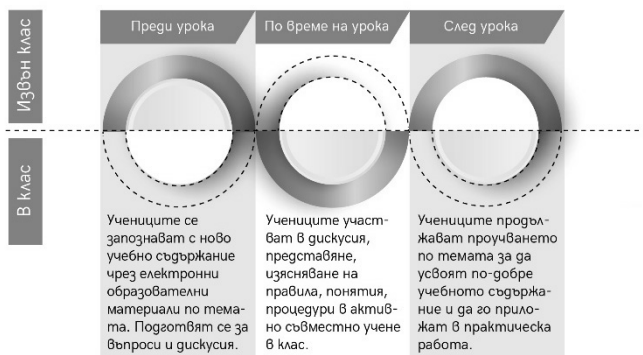 Преди урока
По време на урока
След урока
Извън клас
В клас
Учениците се
запознават с ново
учебно съдържание
чрез електронни
образователни
материали по тема-
та. Подготвят се за
въпроси и дискусия.
Учениците участ-
ват в дискусия,
представяне,
изясняване на
правила, понятия,
процедури в актив-
но съвместно учене
в клас.
Учениците продъл-
жават проучването
по темата за да
усвоят по-добре
учебното съдържа-
ние и да го прило-
жат в практическа
работа.